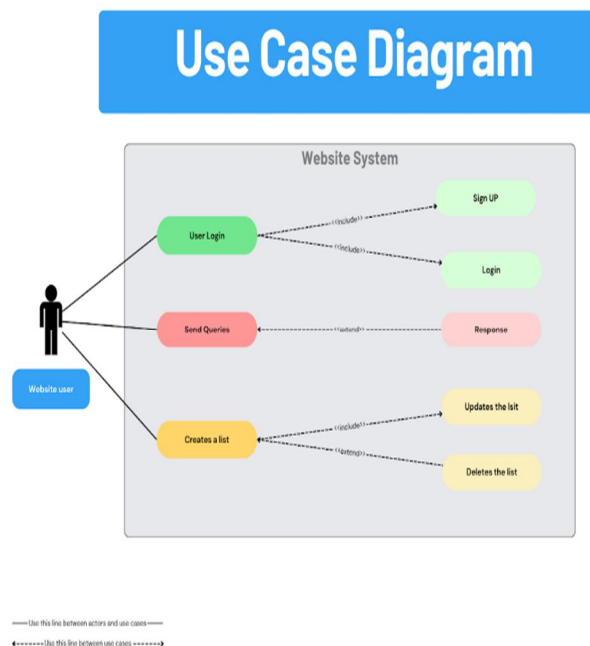 Use Case Diagram
Website System
Sign UP
<<include>>
User Login
<<include>>
Login
Send Queries
<<extend>>
Response
Website user
Updates the lsit
<<include>>
Creates a list
<<extend>>
Deletes the list
Use this line between actors and use cases
Use this line between use cases